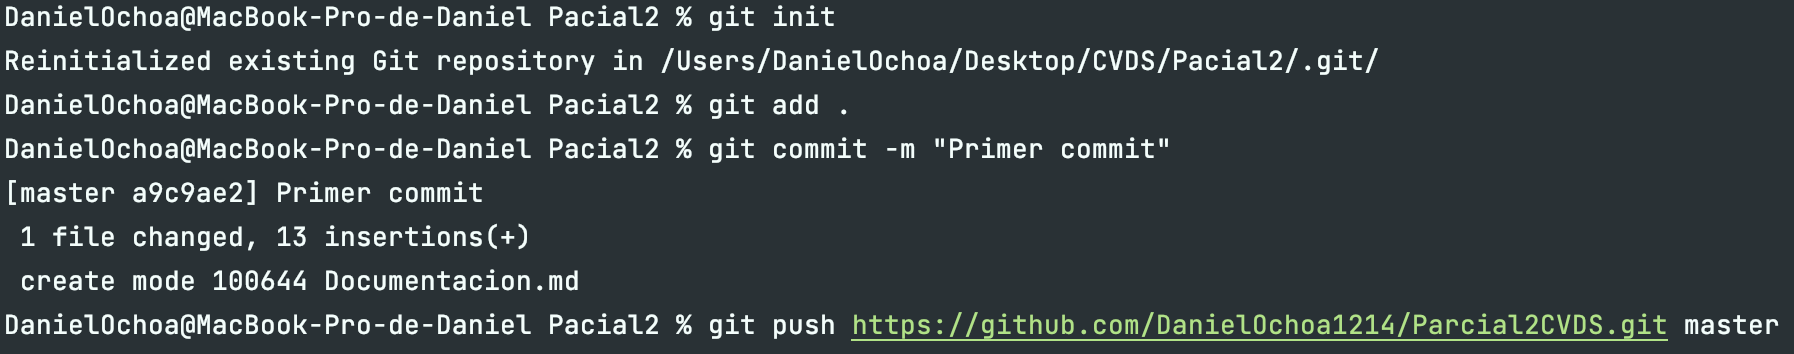 DanielOchoa@MacBook-Pro-de-Daniel Pacial2 % git init
Reinitialized existing Git repository in /Users/DanielOchoa/Desktop/CVDS/Pacial2/.git/
DanielOchoa@MacBook-Pro-de-Daniel Pacial2 % git add .
DanielOchoa@MacBook-Pro-de-Daniel Pacial2 % git commit -m "Primer commit"
[master a9c9ae2] Primer commit
 1 file changed, 13 insertions(+)
 create mode 100644 Documentacion.md
DanielOchoa@MacBook-Pro-de-Daniel Pacial2 % git push https://github.com/DanielOchoa1214/Parcial2CVDS.git master